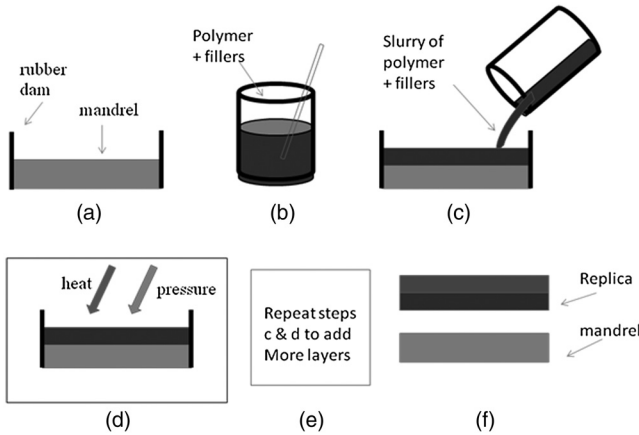 rubber
dam
mandrel
(a)
Polymer
+ fillers
(b)
Slurry of
polymer
+ fillers
(c)
heat
pressure
(d)
Repeat steps
c & d to add
More layers
(e)
Replica
mandrel
(f)